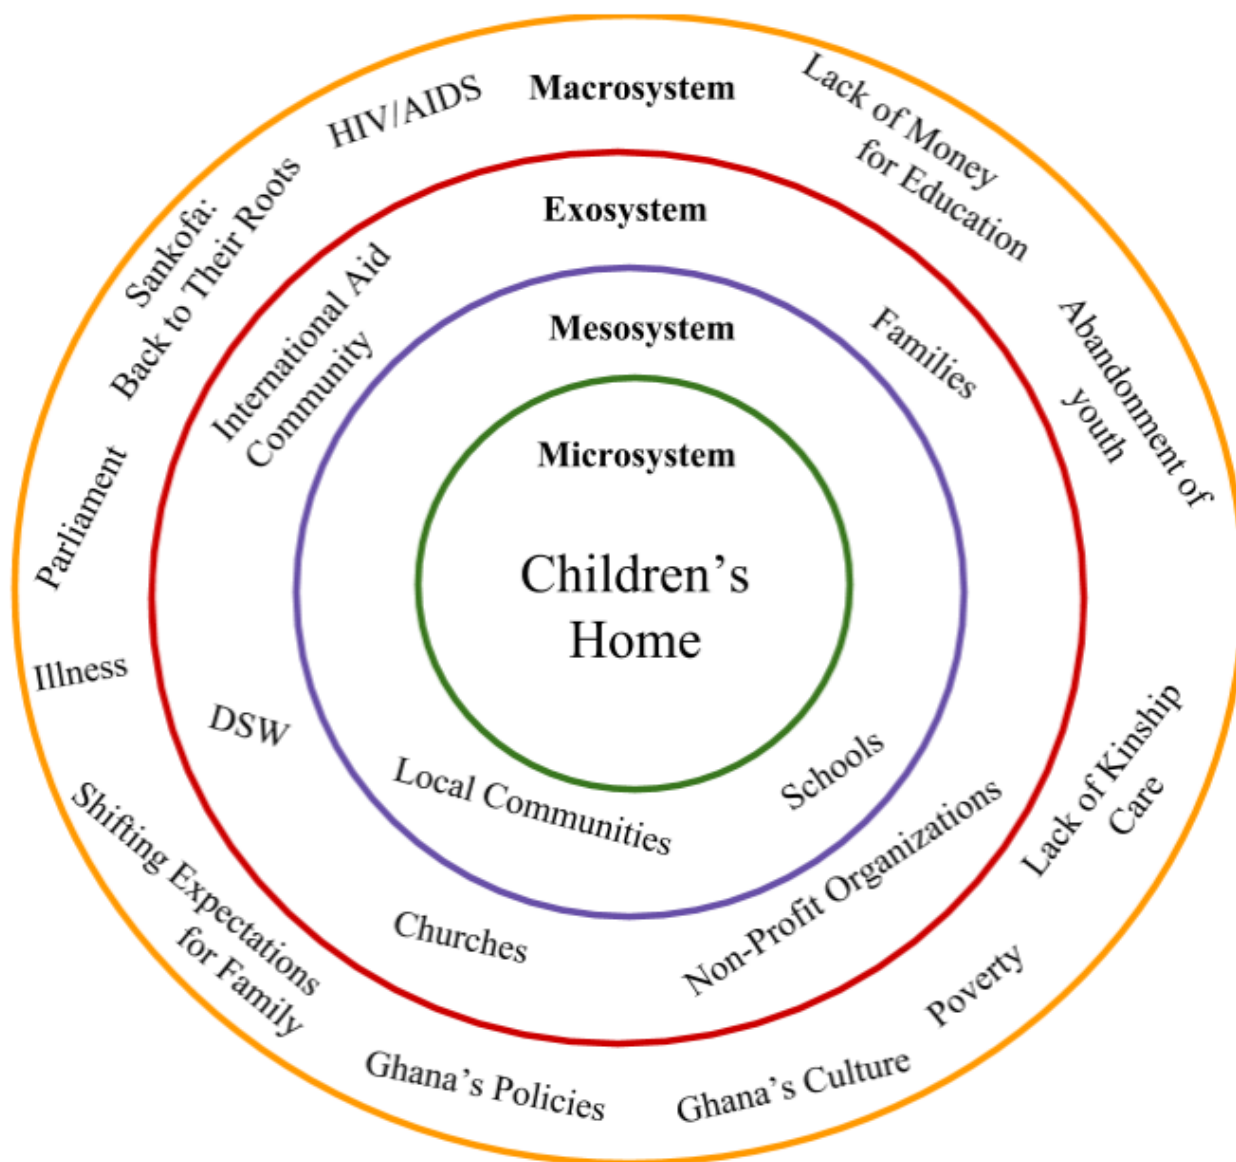 Macrosystem
HIV/AIDS
Lack of Money
for Education
Sankofa:
Back to Their Roots
Abandonment of
youth
Parliament
Illness
Lack of Kinship
Care
Shifting Expectations
for Family
Poverty
Ghana’s Policies
Ghana’s Culture
Exosystem
International Aid
Community
Families
DSW
Churches
Non-Profit Organizations
Mesosystem
Local Communities
Schools
Microsystem
Children’s
Home